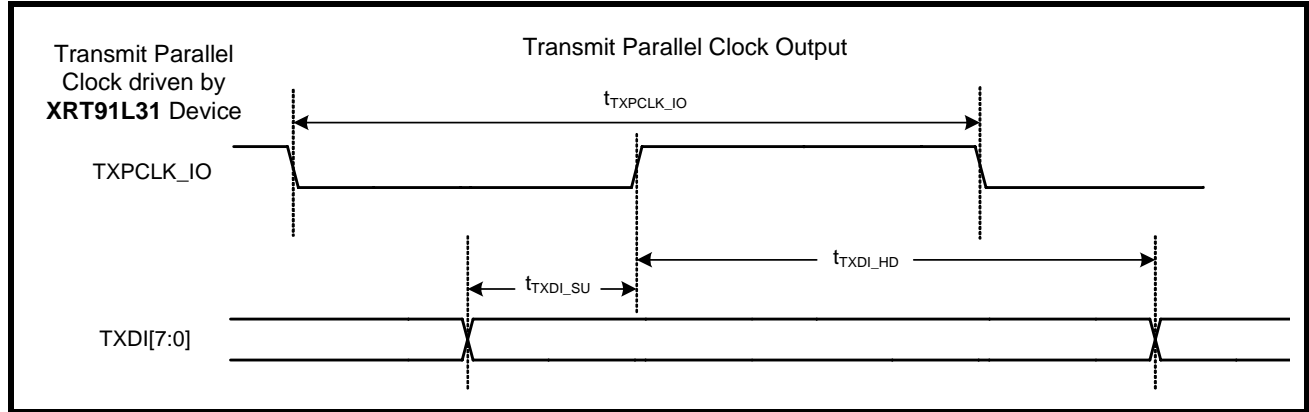 Transmit Parallel
Clock driven by
XRT91L31 Device
Transmit Parallel Clock Output
tTXPCLK_IO
TXPCLK_IO
tTXDI_HD
tTXDI_SU
TXDI[7:0]